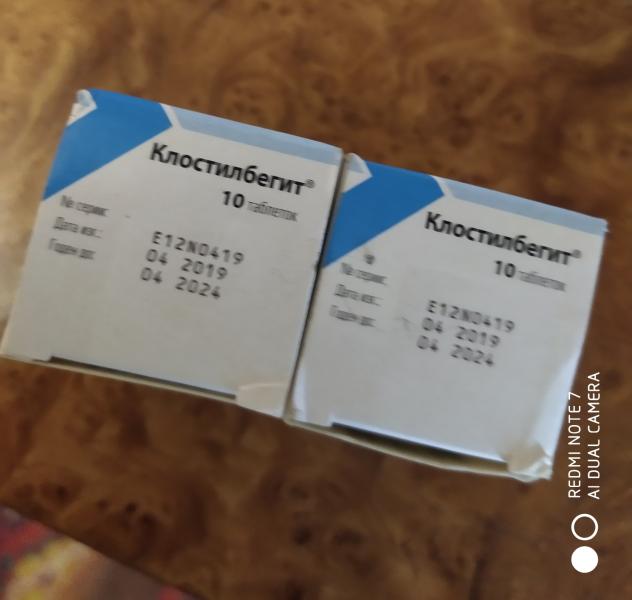 Клостилбегит®
10 таблеток
№ серии:
Дата изг.:
Годен до:
E12N0419
04 2019
04 2024
Клостилбегит®
10 таблеток
№ серии:
Дата изг.:
Годен до:
E12N0419
04 2019
04 2024
REDMI NOTE 7
AI DUAL CAMERA